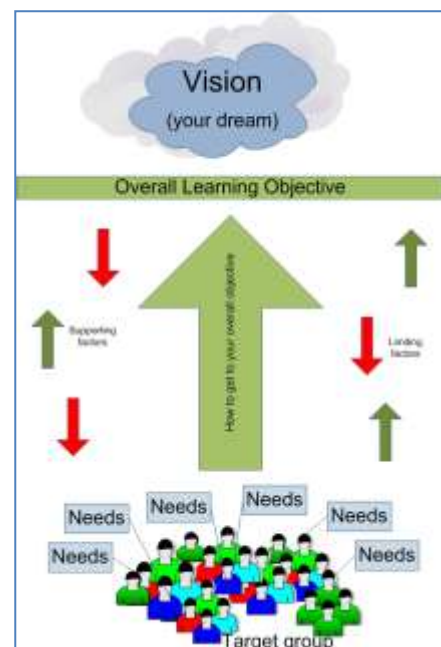 Vision
(your dream)
Overall Learning Objective
How to get to your overall objective
Supporting
factors
factors
Needs
Needs
Needs
Needs
Needs
Needs
Target group